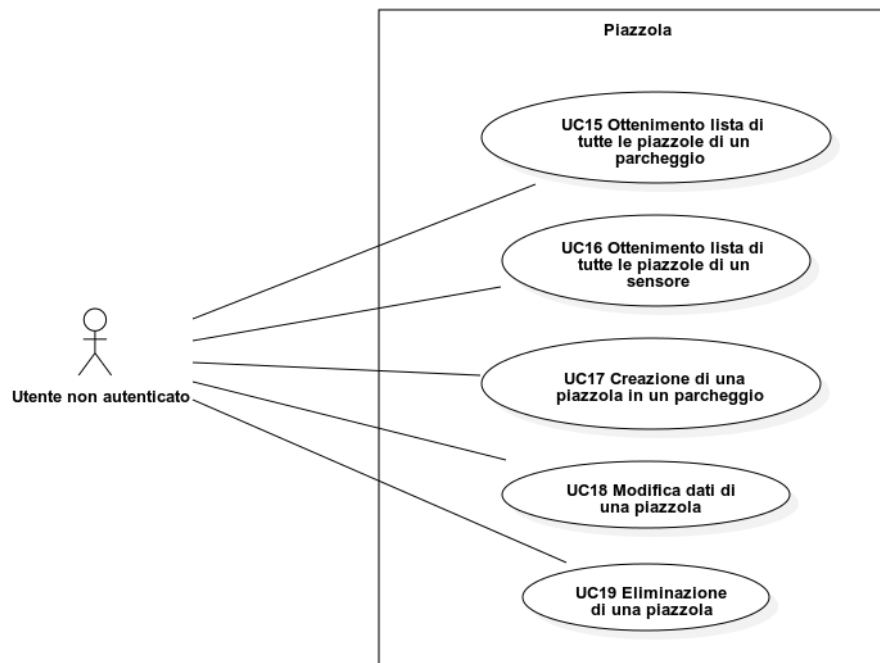 Piazzola
UC15 Ottenimento lista di
tutte le piazzole di un
parcheggio
UC16 Ottenimento lista di
tutte le piazzole di un
sensore
UC17 Creazione di una
piazzola in un parcheggio
Utente non autenticato
UC18 Modifica dati di
una piazzola
UC19 Eliminazione
di una piazzola